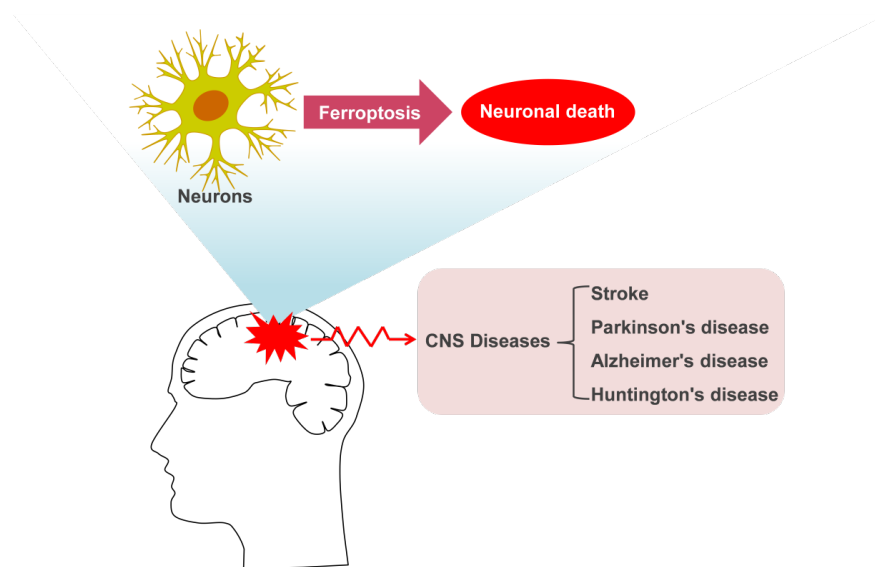 Ferroptosis
Neuronal death
Neurons
CNS Diseases
Stroke
Parkinson's disease
Alzheimer's disease
Huntington's disease